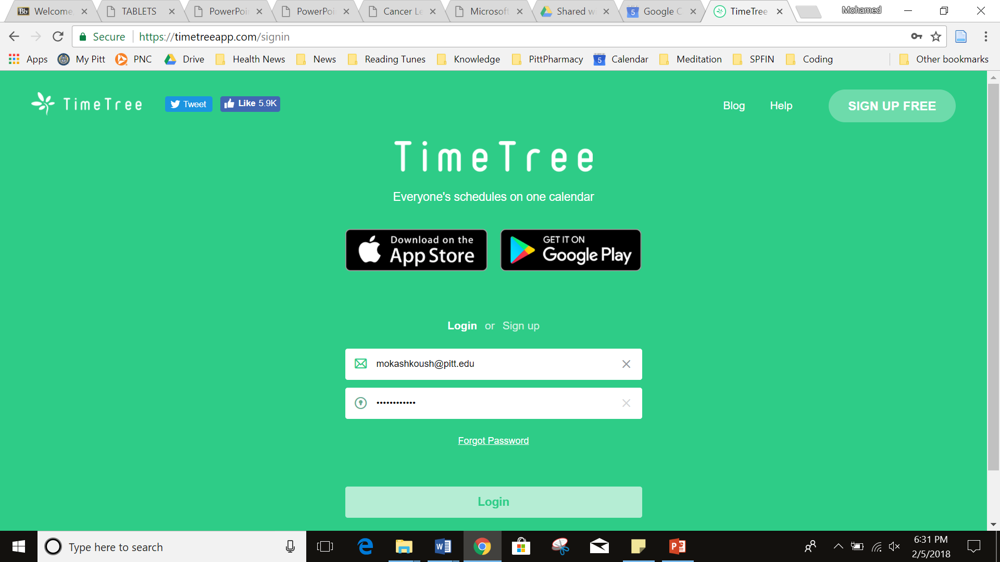 Welcome,
TABLETS
PowerPoi
PowerPoi
Cancer Le
Microsoft
Shared w
5 Google C
TimeTree
Mohamed
Secure https://timetreeapp.com/signin
Apps My Pitt PNC Drive Health News News Reading Tunes Knowledge PittPharmacy 5 Calendar Meditation SPFIN Coding Other bookmarks
TimeTree Tweet Like 5.9K Blog Help SIGN UP FREE
TimeTree
Everyone's schedules on one calendar
Download on the
App Store
GET IT ON
Google Play
Login or Sign up
mokashkoush@pitt.edu
••••••••••••
Forgot Password
Login
Type here to search
6:31 PM
2/5/2018